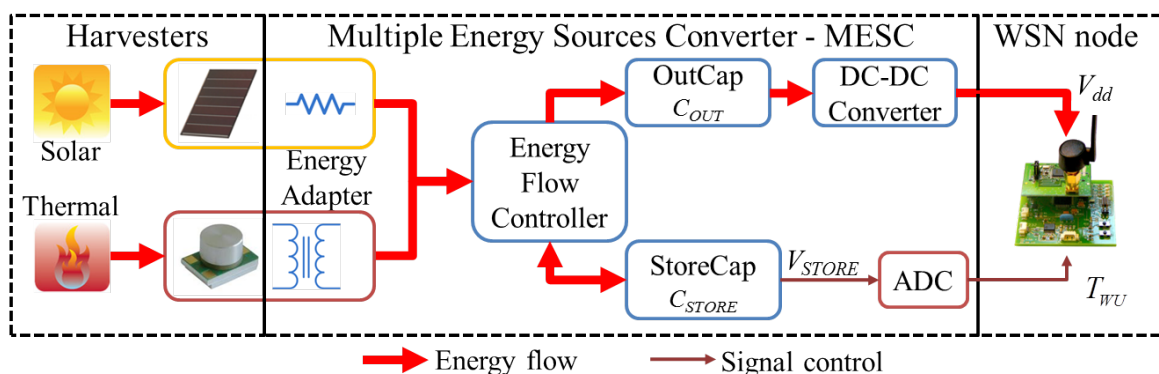 Harvesters
Multiple Energy Sources Converter - MESC
WSN node
Solar
Thermal
Energy
Adapter
Energy
Flow
Controller
OutCap
C_OUT
DC-DC
Converter
StoreCap
C_STORE
V_STORE
ADC
V_dd
T_WU
Energy flow
Signal control